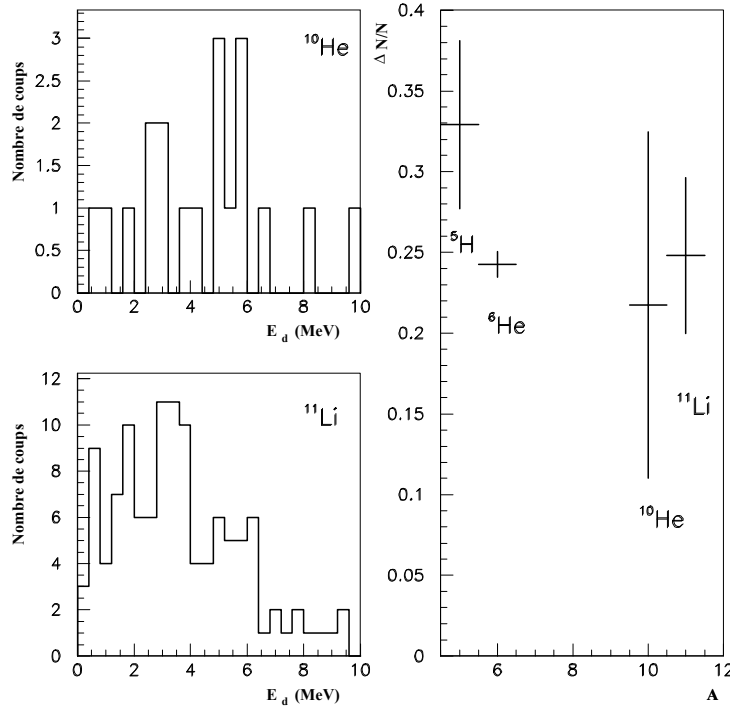 ¹⁰He
Nombre de coups
3
2.5
2
1.5
1
0.5
0
0 2 4 6 8 10
E d (MeV)
¹¹Li
Nombre de coups
12
10
8
6
4
2
0
0 2 4 6 8 10
E d (MeV)
Δ N/N
0.4
0.35
0.3
0.25
0.2
0.15
0.1
0.05
0
⁵H
⁶He
¹¹Li
¹⁰He
6 8 10 12
A